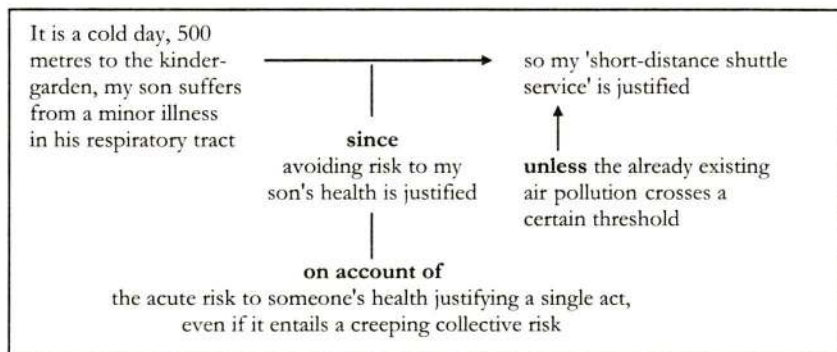 It is a cold day, 500
metres to the kinder-
garden, my son suffers
from a minor illness
in his respiratory tract
so my 'short-distance shuttle
service' is justified
since
avoiding risk to my
son's health is justified
unless the already existing
air pollution crosses a
certain threshold
on account of
the acute risk to someone's health justifying a single act,
even if it entails a creeping collective risk